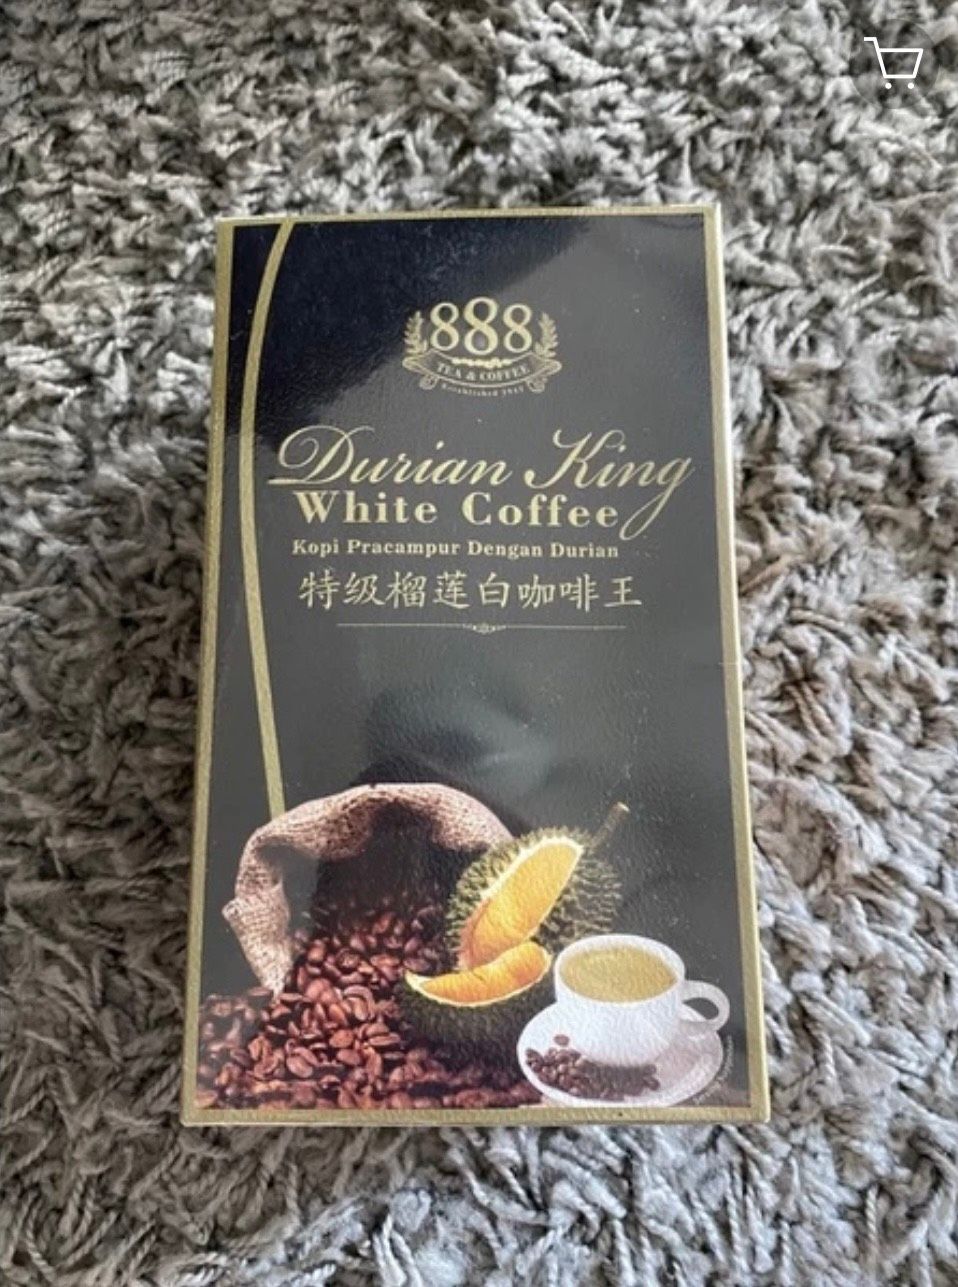 888
TEA & COFFEE
Durian King
White Coffee
Kopi Pracampur Dengan Durian
特级榴莲白咖啡王